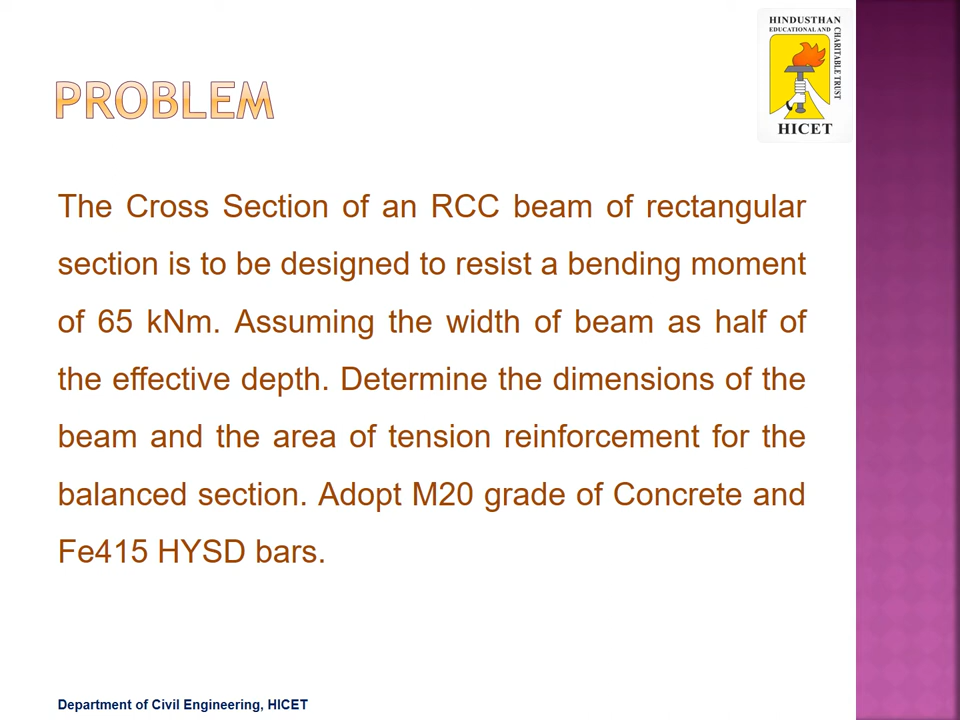 HINDUSTHAN
EDUCATIONAL AND
CHARITABLE TRUST
HICET
PROBLEM
The Cross Section of an RCC beam of rectangular
section is to be designed to resist a bending moment
of 65 kNm. Assuming the width of beam as half of
the effective depth. Determine the dimensions of the
beam and the area of tension reinforcement for the
balanced section. Adopt M20 grade of Concrete and
Fe415 HYSD bars.
Department of Civil Engineering, HICET